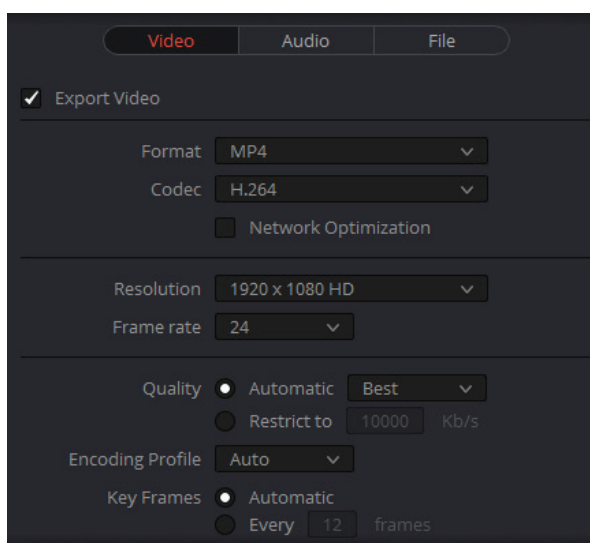 Video Audio File
Export Video
Format MP4
Codec H.264
Network Optimization
Resolution 1920 x 1080 HD
Frame rate 24
Quality Automatic Best
Restrict to 10000 Kb/s
Encoding Profile Auto
Key Frames Automatic
Every 12 frames